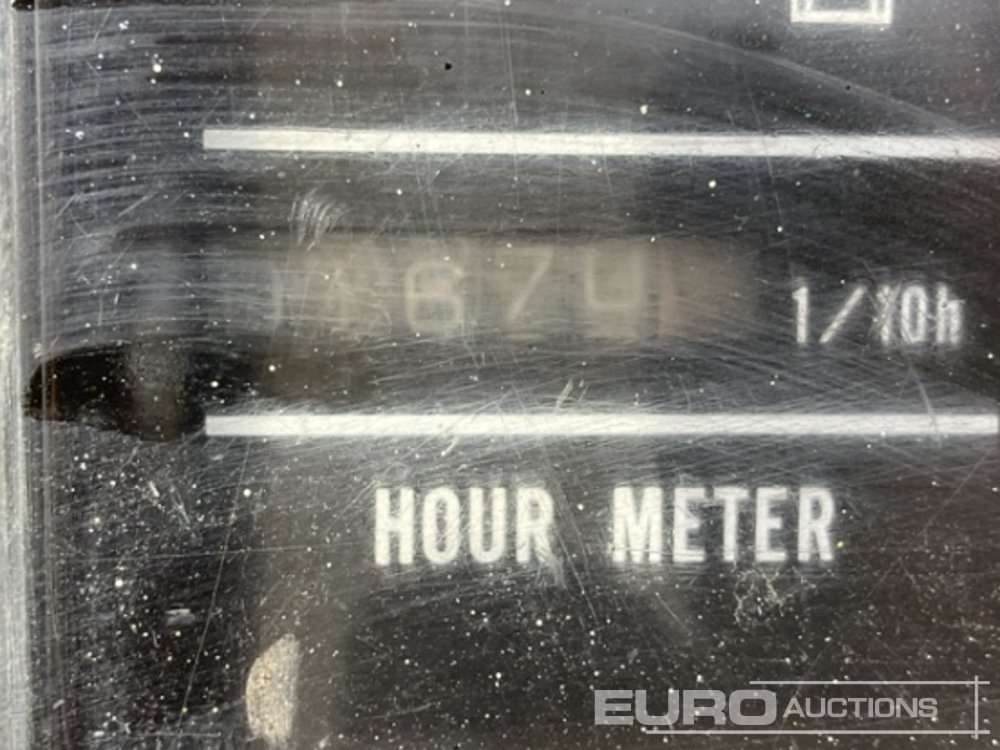 1/10h
HOUR METER
EURO AUCTIONS